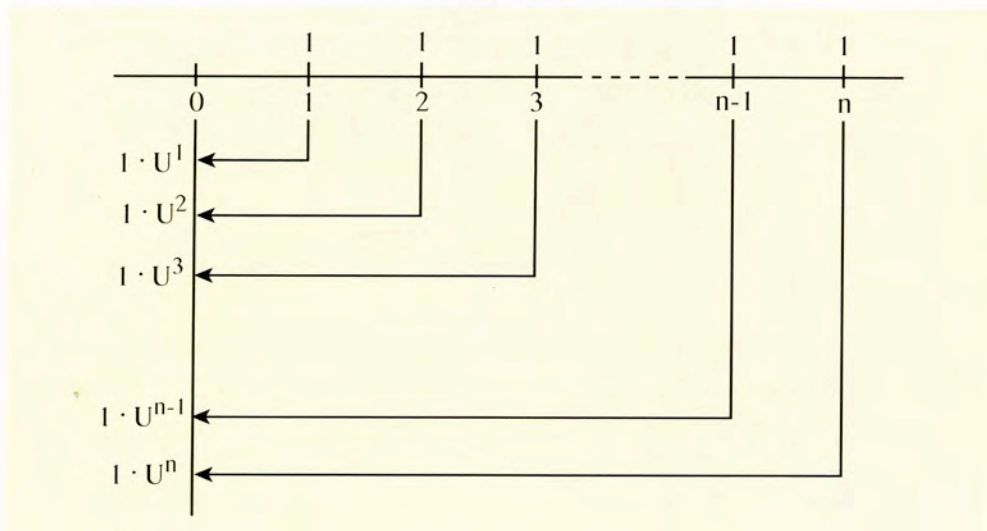 1 1 1 1 1
0 1 2 3 n-1 n
1 · U¹
1 · U²
1 · U³
1 · Uⁿ⁻¹
1 · Uⁿ